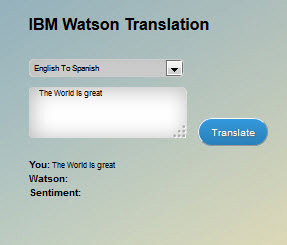 IBM Watson Translation
English To Spanish
The World is great
Translate
You: The World is great
Watson:
Sentiment: